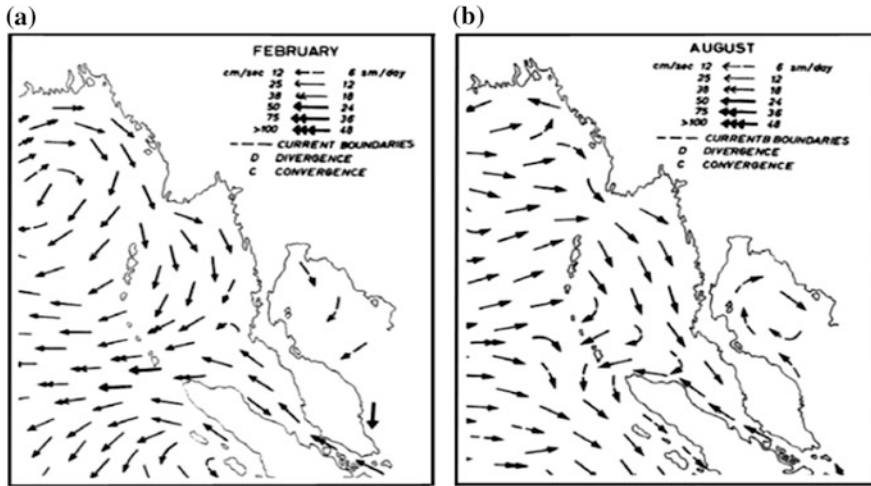 (a)
FEBRUARY
cm/sec 12 6 sm/day
25 12
38 18
50 24
75 36
>100 48
CURRENT BOUNDARIES
D DIVERGENCE
C CONVERGENCE
(b)
AUGUST
cm/sec 12 6 sm/day
25 12
38 18
50 24
75 36
>100 48
CURRENTB BOUNDARIES
D DIVERGENCE
C CONVERGENCE